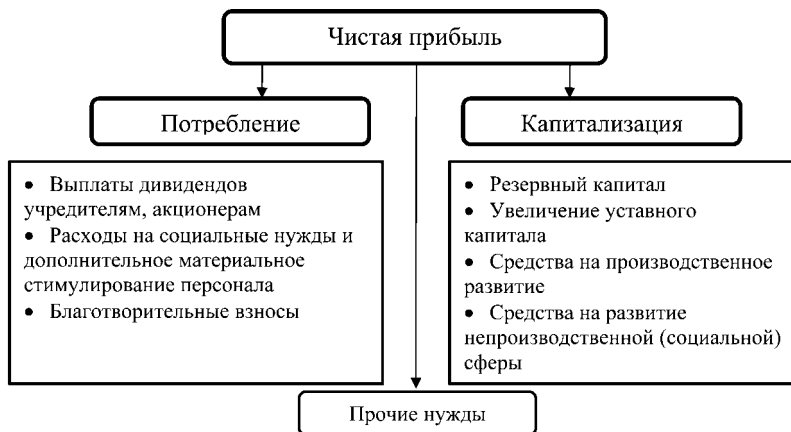 Чистая прибыль
Потребление
Капитализация
• Выплаты дивидендов
учредителям, акционерам
• Расходы на социальные нужды и
дополнительное материальное
стимулирование персонала
• Благотворительные взносы
• Резервный капитал
• Увеличение уставного
капитала
• Средства на производственное
развитие
• Средства на развитие
непроизводственной (социальной)
сферы
Прочие нужды